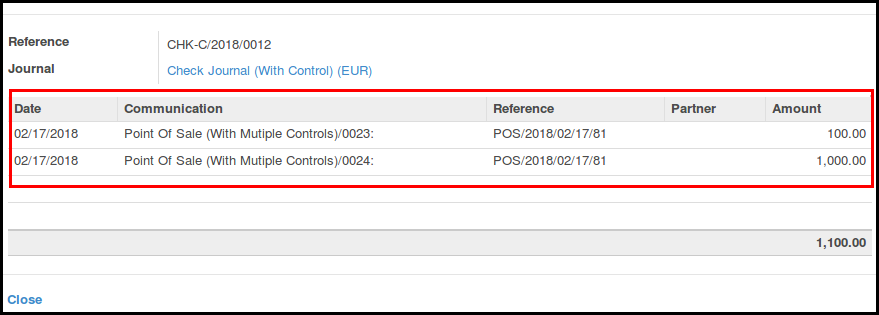 Reference CHK-C/2018/0012
Journal Check Journal (With Control) (EUR)
Date Communication Reference Partner Amount
02/17/2018 Point Of Sale (With Mutiple Controls)/0023: POS/2018/02/17/81 100.00
02/17/2018 Point Of Sale (With Mutiple Controls)/0024: POS/2018/02/17/81 1,000.00
1,100.00
Close